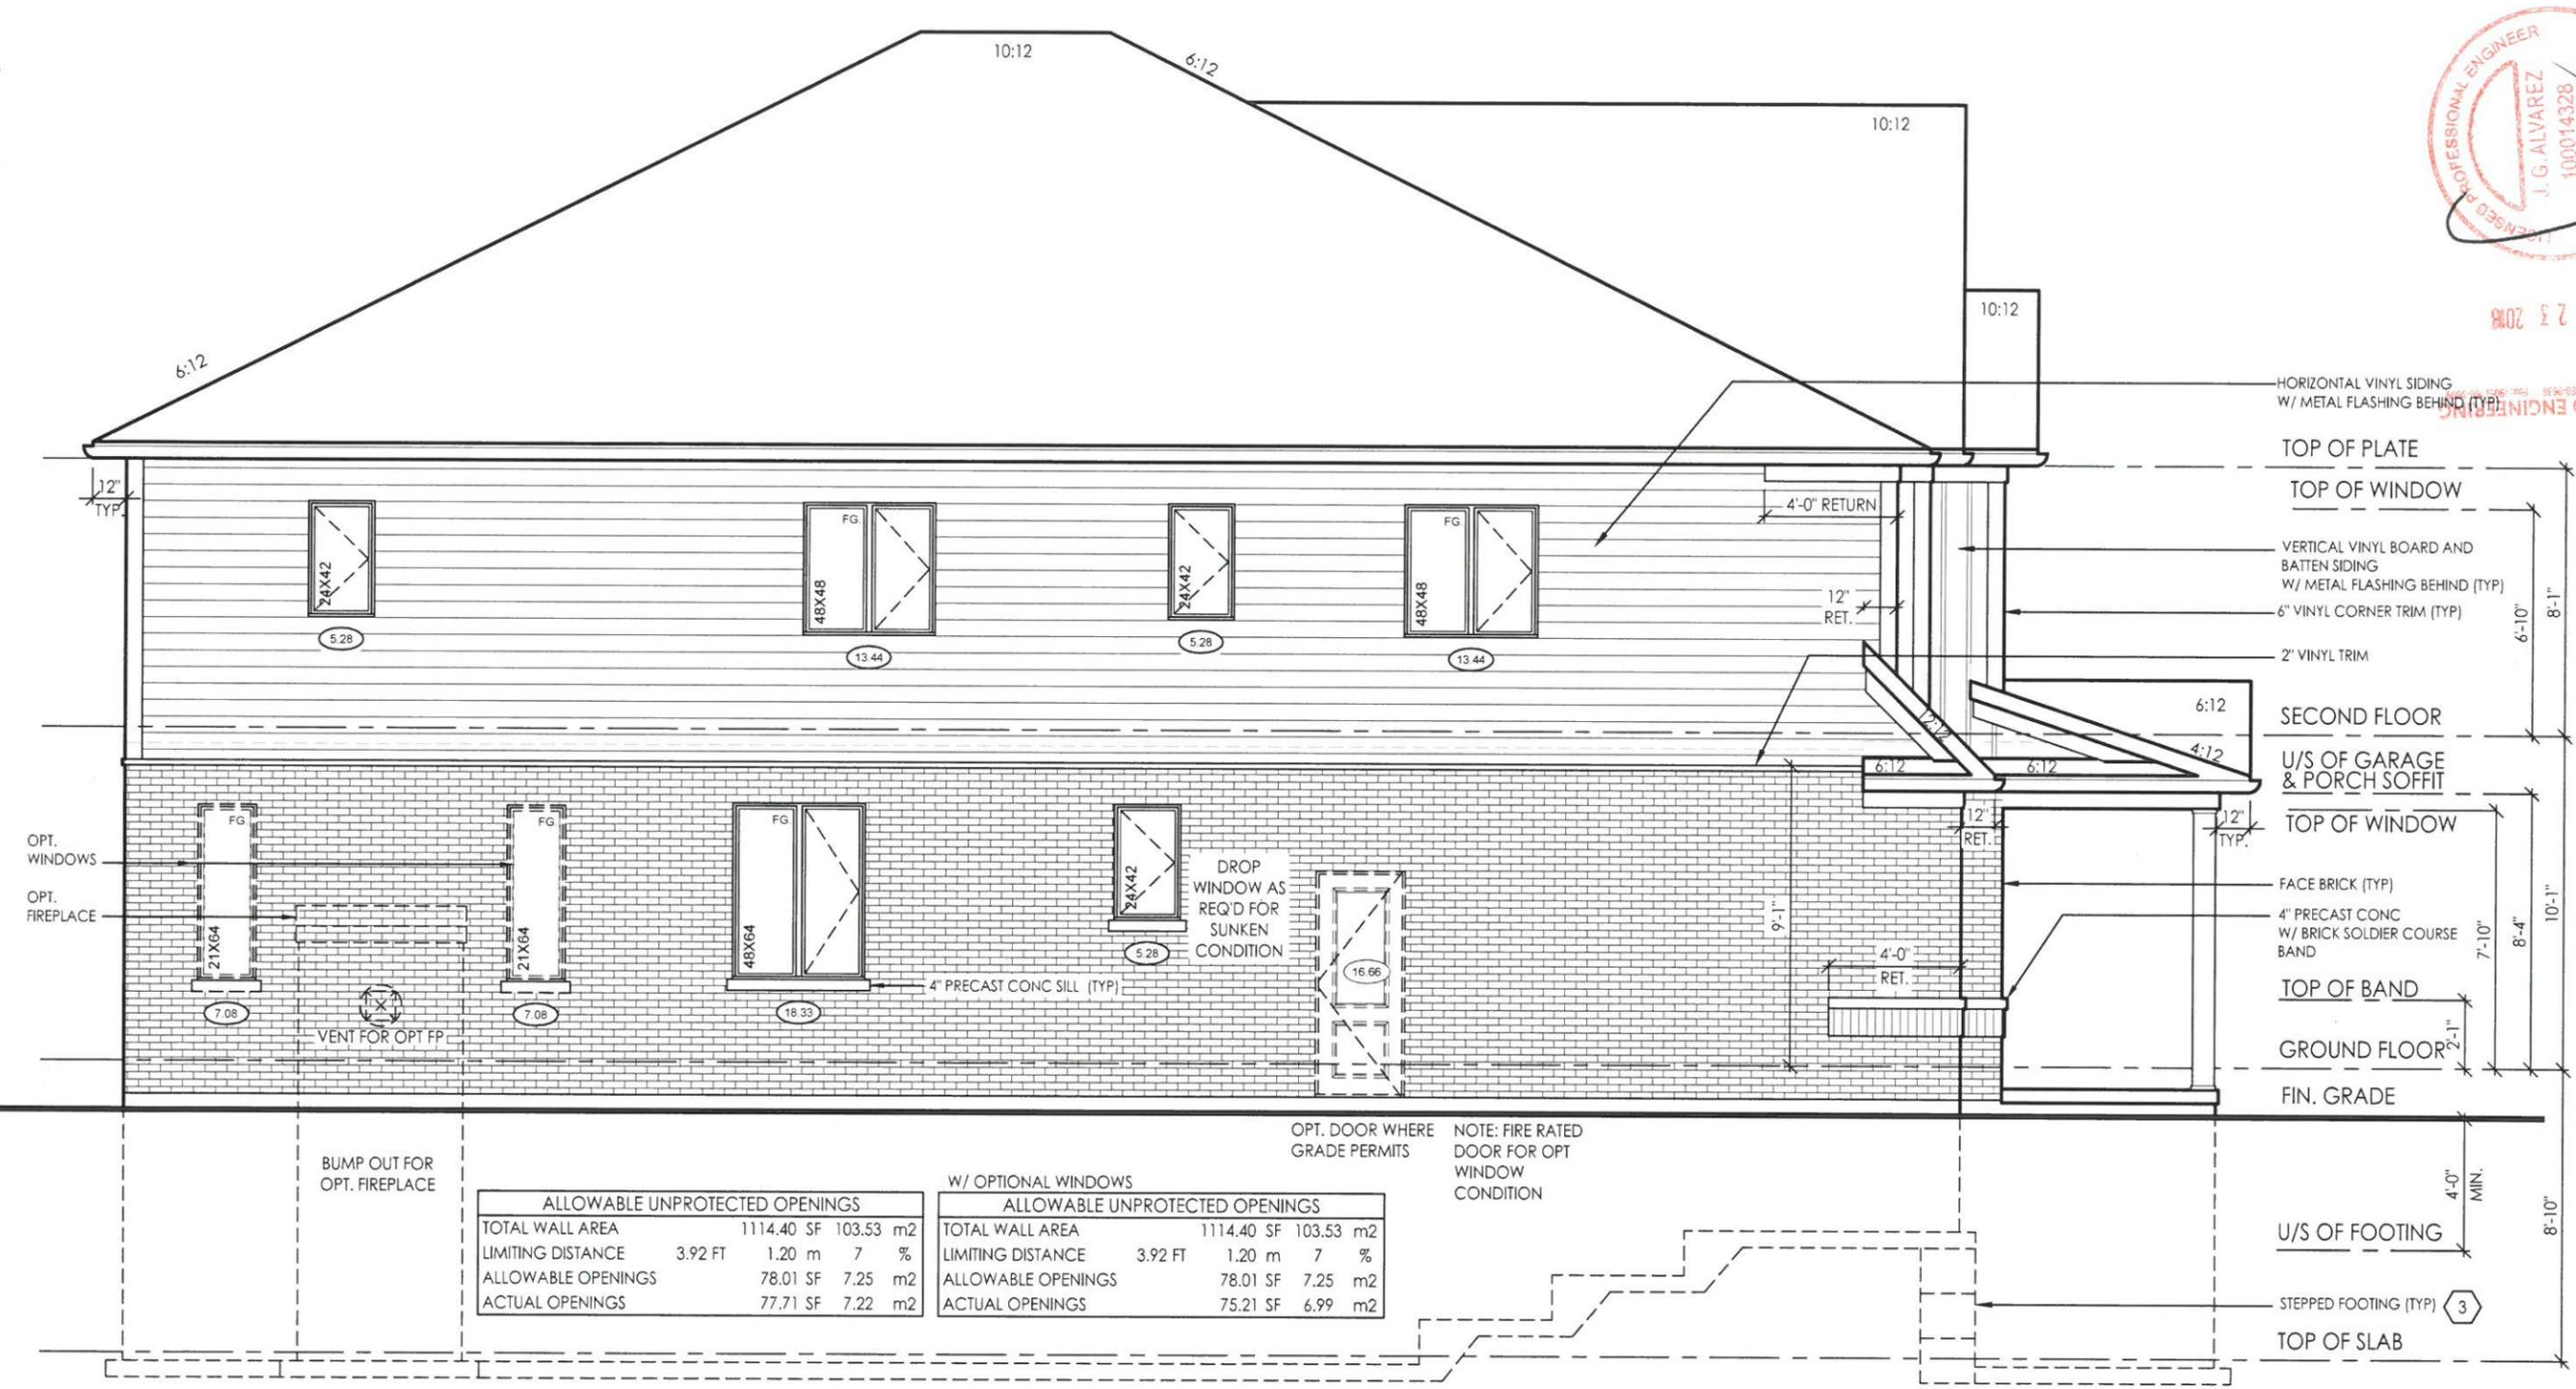 10:12
6:12
10:12
10:12
6:12
LICENSED PROFESSIONAL ENGINEER
J. G. ALVAREZ
100014328
2 3 2018
ENGINEERING
HORIZONTAL VINYL SIDING
W/ METAL FLASHING BEHIND (TYP)
TOP OF PLATE
TOP OF WINDOW
VERTICAL VINYL BOARD AND
BATTEN SIDING
W/ METAL FLASHING BEHIND (TYP)
6" VINYL CORNER TRIM (TYP)
2" VINYL TRIM
6'-10"
8'-1"
12"
TYP.
24X42
5.28
FG
48X48
13.44
24X42
5.28
FG
48X48
13.44
4'-0" RETURN
12"
RET.
12:12
6:12
4:12
6:12
6:12
SECOND FLOOR
U/S OF GARAGE
& PORCH SOFFIT
TOP OF WINDOW
12"
RET.
12"
TYP.
FACE BRICK (TYP)
4" PRECAST CONC
W/ BRICK SOLDIER COURSE
BAND
TOP OF BAND
GROUND FLOOR
FIN. GRADE
2'-1"
7'-10"
8'-4"
10'-1"
OPT.
WINDOWS
OPT.
FIREPLACE
FG
21X64
7.08
VENT FOR OPT FP
FG
21X64
7.08
FG
48X64
18.33
4" PRECAST CONC SILL (TYP)
24X42
5.28
DROP
WINDOW AS
REQ'D FOR
SUNKEN
CONDITION
16.66
9'-1"
4'-0"
RET.
OPT. DOOR WHERE
GRADE PERMITS
NOTE: FIRE RATED
DOOR FOR OPT
WINDOW
CONDITION
BUMP OUT FOR
OPT. FIREPLACE
ALLOWABLE UNPROTECTED OPENINGS
TOTAL WALL AREA 1114.40 SF 103.53 m2
LIMITING DISTANCE 3.92 FT 1.20 m 7 %
ALLOWABLE OPENINGS 78.01 SF 7.25 m2
ACTUAL OPENINGS 77.71 SF 7.22 m2
W/ OPTIONAL WINDOWS
ALLOWABLE UNPROTECTED OPENINGS
TOTAL WALL AREA 1114.40 SF 103.53 m2
LIMITING DISTANCE 3.92 FT 1.20 m 7 %
ALLOWABLE OPENINGS 78.01 SF 7.25 m2
ACTUAL OPENINGS 75.21 SF 6.99 m2
4'-0"
MIN.
8'-10"
U/S OF FOOTING
STEPPED FOOTING (TYP) 3
TOP OF SLAB